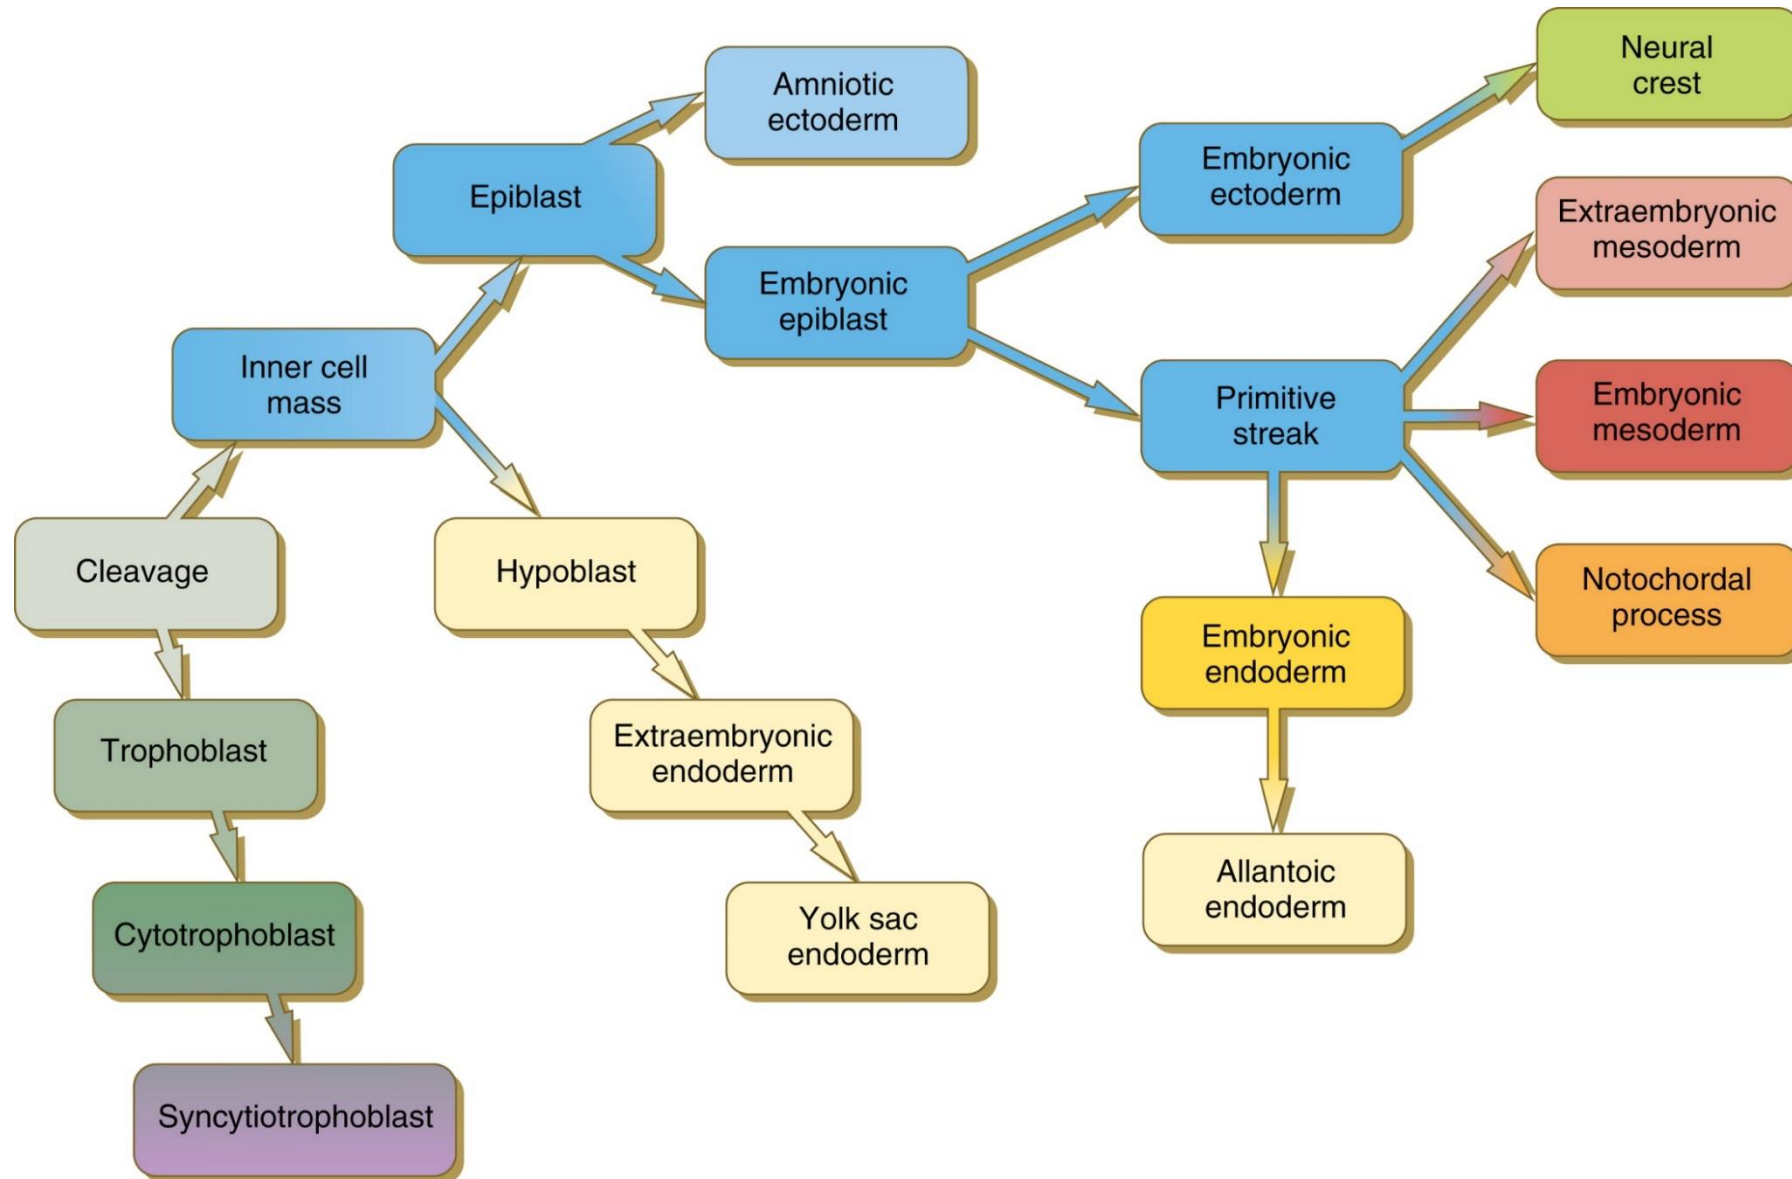 Neural
crest
Amniotic
ectoderm
Embryonic
ectoderm
Epiblast
Extraembryonic
mesoderm
Embryonic
epiblast
Inner cell
mass
Primitive
streak
Embryonic
mesoderm
Cleavage
Hypoblast
Notochordal
process
Embryonic
endoderm
Trophoblast
Extraembryonic
endoderm
Allantoic
endoderm
Cytotrophoblast
Yolk sac
endoderm
Syncytiotrophoblast